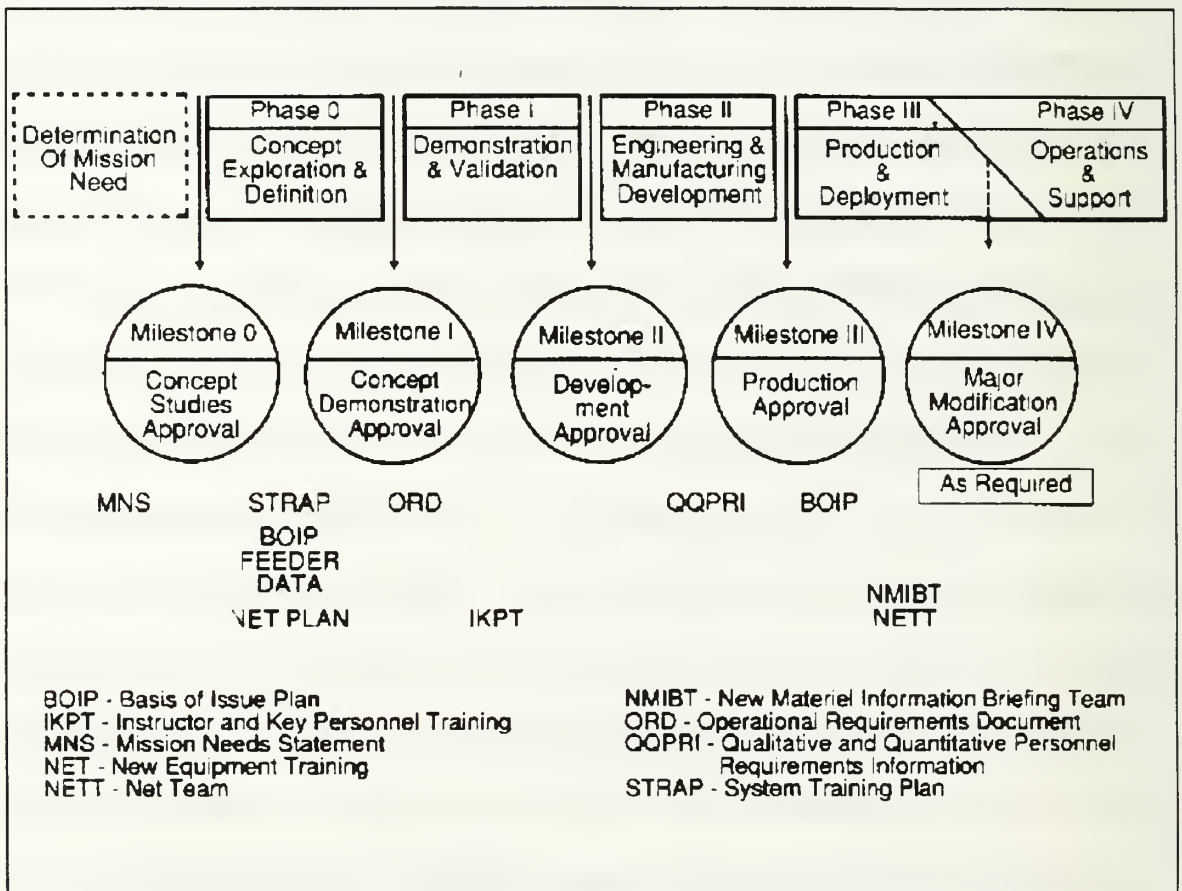 Determination
Of Mission
Need
Phase 0
Concept
Exploration &
Definition
Phase I
Demonstration
& Validation
Phase II
Engineering &
Manufacturing
Development
Phase III
Production
&
Deployment
Phase IV
Operations
&
Support
Milestone 0
Concept
Studies
Approval
Milestone I
Concept
Demonstration
Approval
Milestone II
Develop-
ment
Approval
Milestone III
Production
Approval
Milestone IV
Major
Modification
Approval
As Required
MNS
STRAP
ORD
QQPRI
BOIP
BOIP
FEEDER
DATA
NET PLAN
IKPT
NMIBT
NETT
BOIP - Basis of Issue Plan
IKPT - Instructor and Key Personnel Training
MNS - Mission Needs Statement
NET - New Equipment Training
NETT - Net Team
NMIBT - New Materiel Information Briefing Team
ORD - Operational Requirements Document
QQPRI - Qualitative and Quantitative Personnel
Requirements Information
STRAP - System Training Plan